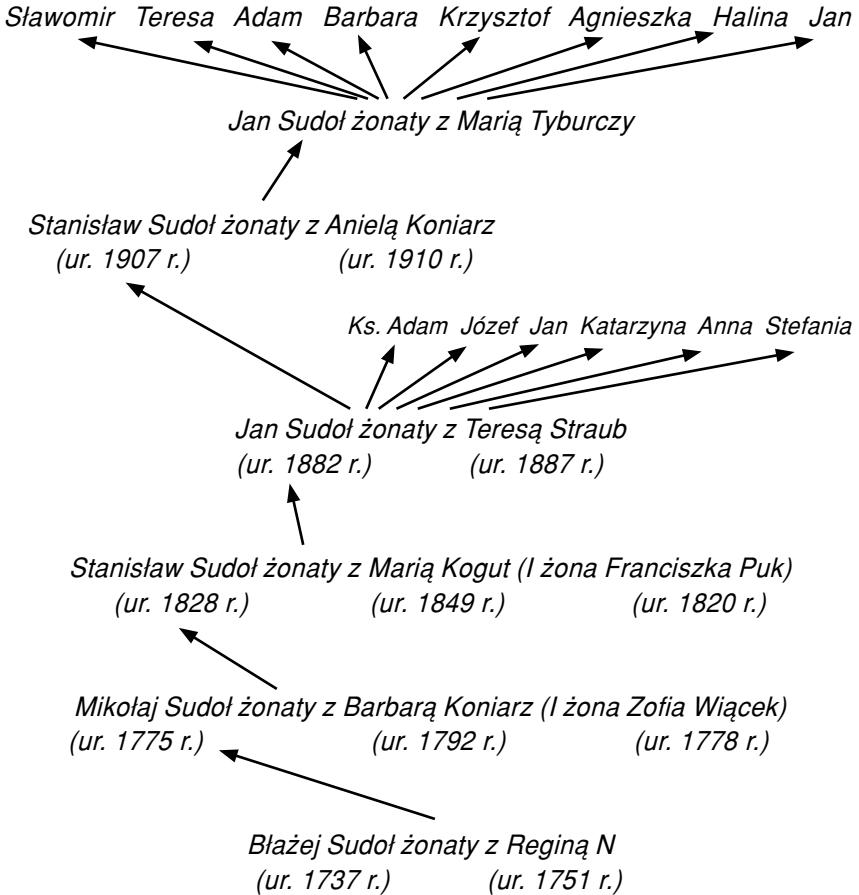 Sławomir Teresa Adam Barbara Krzysztof Agnieszka Halina Jan
Jan Sudoł żonaty z Marią Tyburczy
Stanisław Sudoł żonaty z Anielą Koniarz
(ur. 1907 r.) (ur. 1910 r.)
Ks. Adam Józef Jan Katarzyna Anna Stefania
Jan Sudoł żonaty z Teresą Straub
(ur. 1882 r.) (ur. 1887 r.)
Stanisław Sudoł żonaty z Marią Kogut (I żona Franciszka Puk)
(ur. 1828 r.) (ur. 1849 r.) (ur. 1820 r.)
Mikołaj Sudoł żonaty z Barbarą Koniarz (I żona Zofia Wiącek)
(ur. 1775 r.) (ur. 1792 r.) (ur. 1778 r.)
Błażej Sudoł żonaty z Reginą N
(ur. 1737 r.) (ur. 1751 r.)